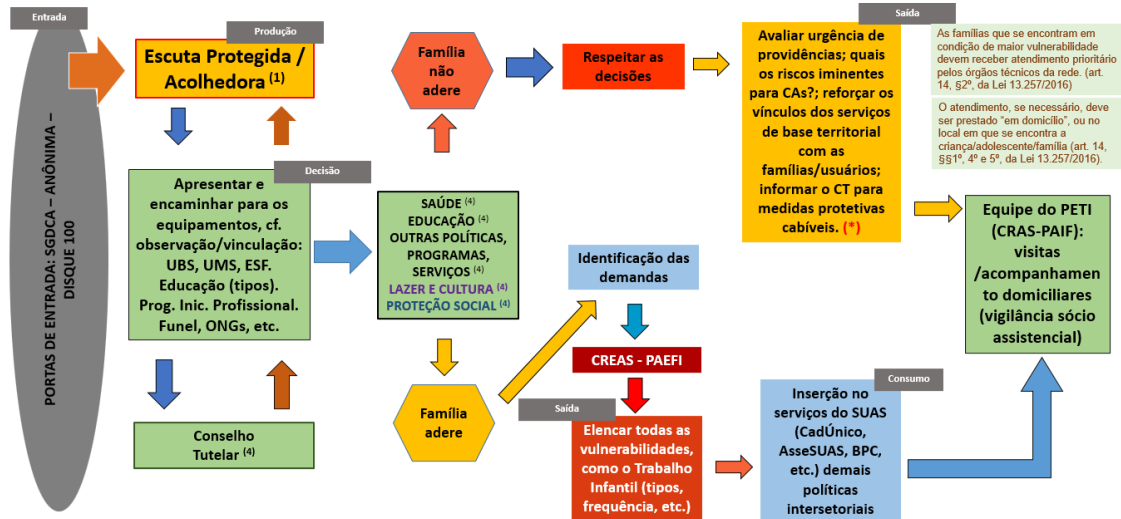 Entrada
PORTAS DE ENTRADA: SGDCA – ANÔNIMA –
DISQUE 100
Produção
Escuta Protegida /
Acolhedora (1)
Decisão
Apresentar e
encaminhar para os
equipamentos, cf.
observação/vinculação:
UBS, UMS, ESF.
Educação (tipos).
Prog. Inic. Profissional.
Funel, ONGs, etc.
Conselho
Tutelar (4)
Família
não
adere
SAÚDE (4)
EDUCAÇÃO (4)
OUTRAS POLÍTICAS,
PROGRAMAS,
SERVIÇOS (4)
LAZER E CULTURA (4)
PROTEÇÃO SOCIAL (4)
Família
adere
Respeitar as
decisões
Identificação das
demandas
CREAS - PAEFI
Saída
Elencar todas as
vulnerabilidades,
como o Trabalho
Infantil (tipos,
frequência, etc.)
Saída
Avaliar urgência de
providências; quais
os riscos iminentes
para CAs?; reforçar os
vínculos dos serviços
de base territorial
com as
famílias/usuários;
informar o CT para
medidas protetivas
cabíveis. (*)
Consumo
Inserção no
serviços do SUAS
(CadÚnico,
AsseSUAS, BPC,
etc.) demais
políticas
intersetoriais
As famílias que se encontram em
condição de maior vulnerabilidade
devem receber atendimento prioritário
pelos órgãos técnicos da rede. (art.
14, §2º, da Lei 13.257/2016)
O atendimento, se necessário, deve
ser prestado "em domicílio", ou no
local em que se encontra a
criança/adolescente/família (art. 14,
§§1º, 4º e 5º, da Lei 13.257/2016).
Equipe do PETI
(CRAS-PAIF):
visitas
/acompanhamen
to domiciliares
(vigilância sócio
assistencial)